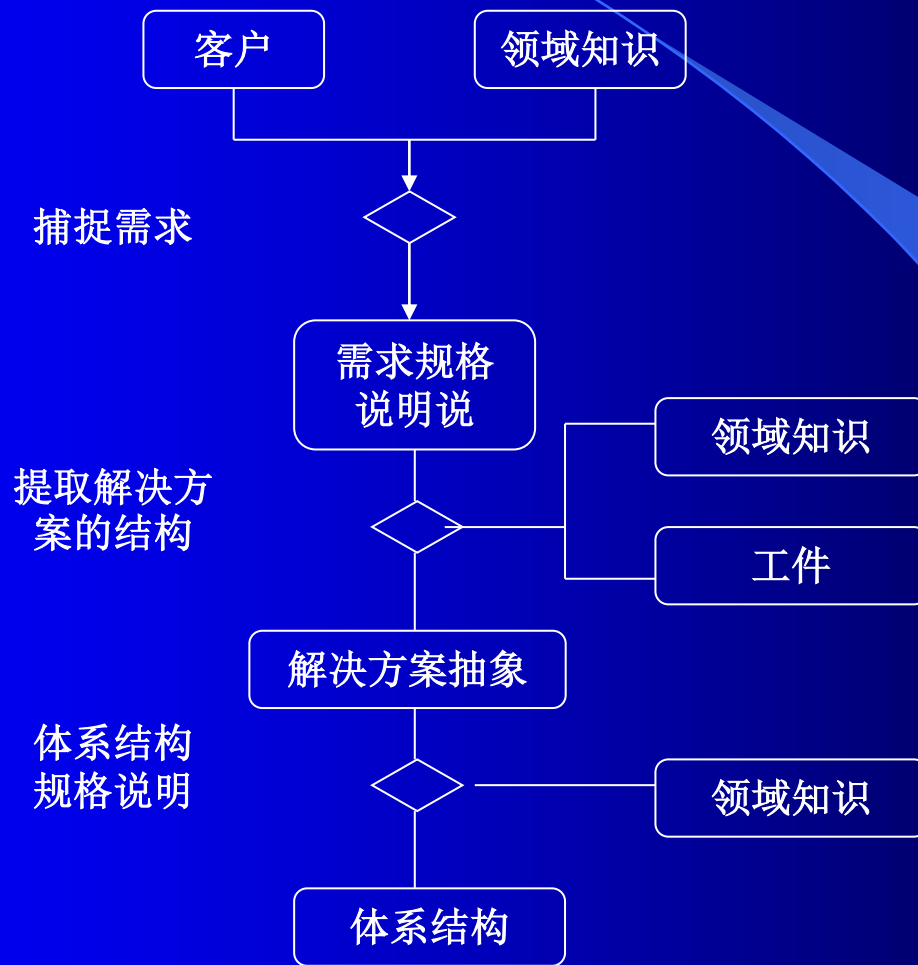 客户
领域知识
捕捉需求
需求规格
说明说
领域知识
提取解决方
案的结构
工件
解决方案抽象
体系结构
规格说明
领域知识
体系结构